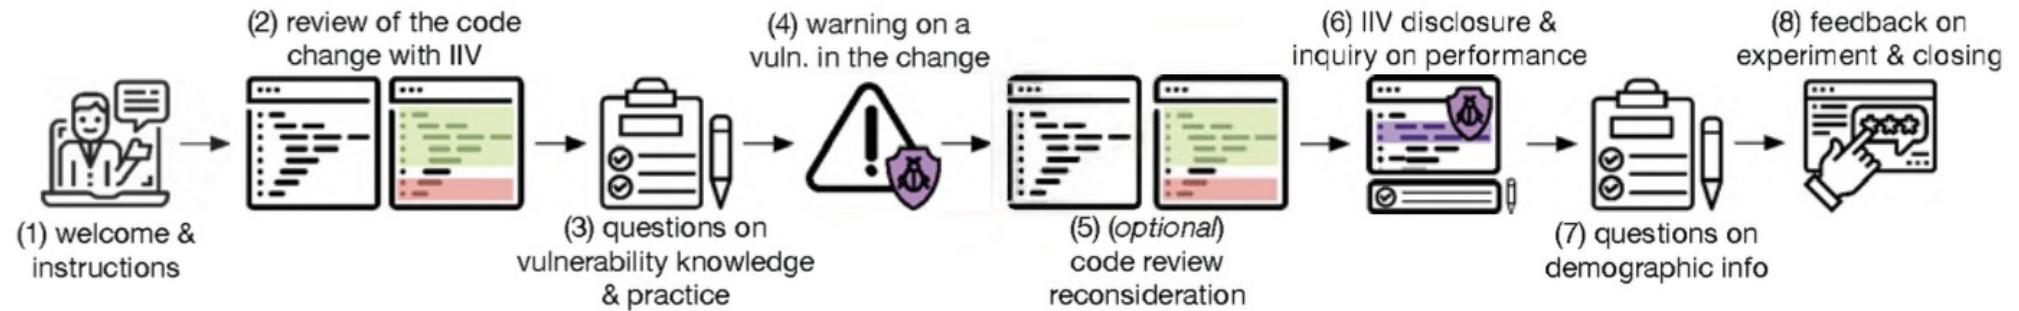 (1) welcome &
instructions
(2) review of the code
change with IIV
(3) questions on
vulnerability knowledge
& practice
(4) warning on a
vuln. in the change
(5) (optional)
code review
reconsideration
(6) IIV disclosure &
inquiry on performance
(7) questions on
demographic info
(8) feedback on
experiment & closing